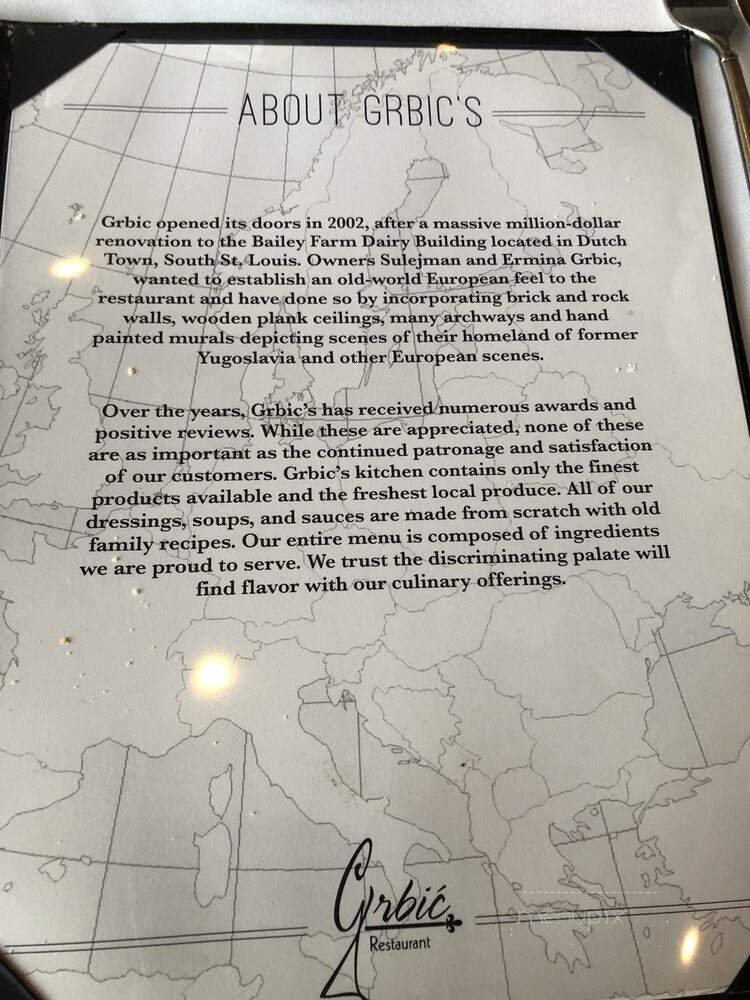 ABOUT GRBIC'S
Grbic opened its doors in 2002, after a massive million-dollar
renovation to the Bailey Farm Dairy Building located in Dutch
Town, South St. Louis. Owners Sulejman and Ermina Grbic,
wanted to establish an old-world European feel to the
restaurant and have done so by incorporating brick and rock
walls, wooden plank ceilings, many archways and hand
painted murals depicting scenes of their homeland of former
Yugoslavia and other European scenes.
Over the years, Grbic's has received numerous awards and
positive reviews. While these are appreciated, none of these
are as important as the continued patronage and satisfaction
of our customers. Grbic's kitchen contains only the finest
products available and the freshest local produce. All of our
dressings, soups, and sauces are made from scratch with old
family recipes. Our entire menu is composed of ingredients
we are proud to serve. We trust the discriminating palate will
find flavor with our culinary offerings.
Grbić
Restaurant